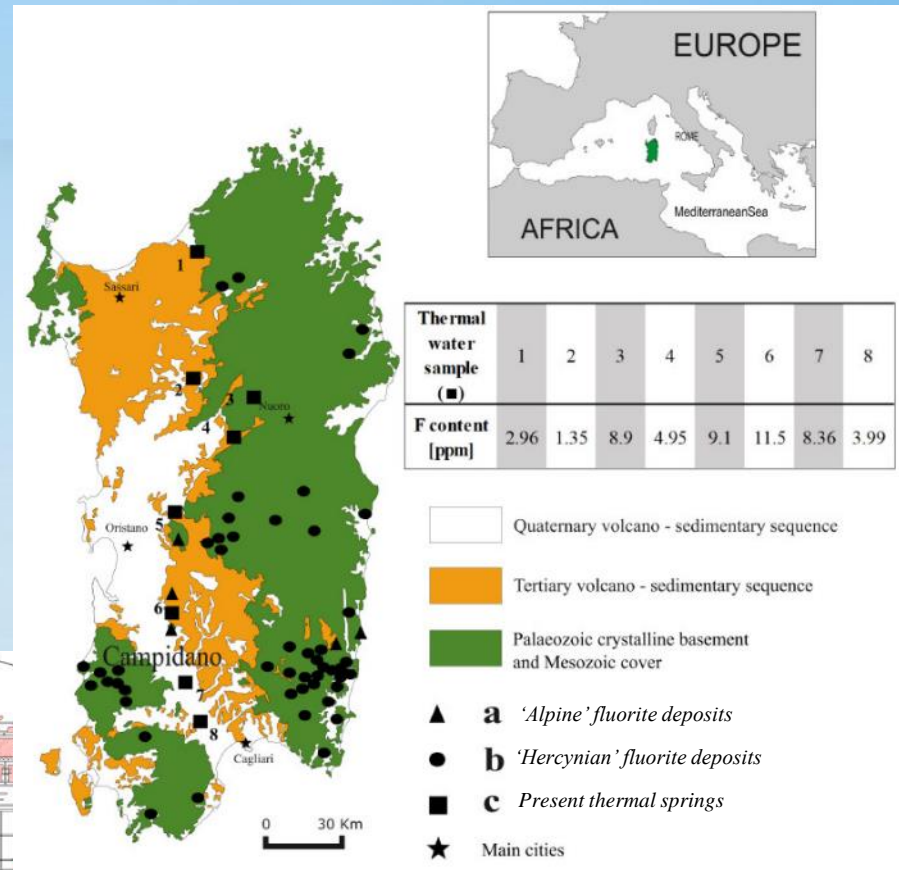 EUROPE
ROME
MediterraneanSea
AFRICA
1
Sassari
2
3
Nuoro
4
5
Oristano
6
Campidano
7
8
Cagliari
0 30 Km
Thermal water sample (■) 1 2 3 4 5 6 7 8
F content [ppm] 2.96 1.35 8.9 4.95 9.1 11.5 8.36 3.99
Quaternary volcano - sedimentary sequence
Tertiary volcano - sedimentary sequence
Palaeozoic crystalline basement
and Mesozoic cover
a 'Alpine' fluorite deposits
b 'Hercynian' fluorite deposits
c Present thermal springs
Main cities